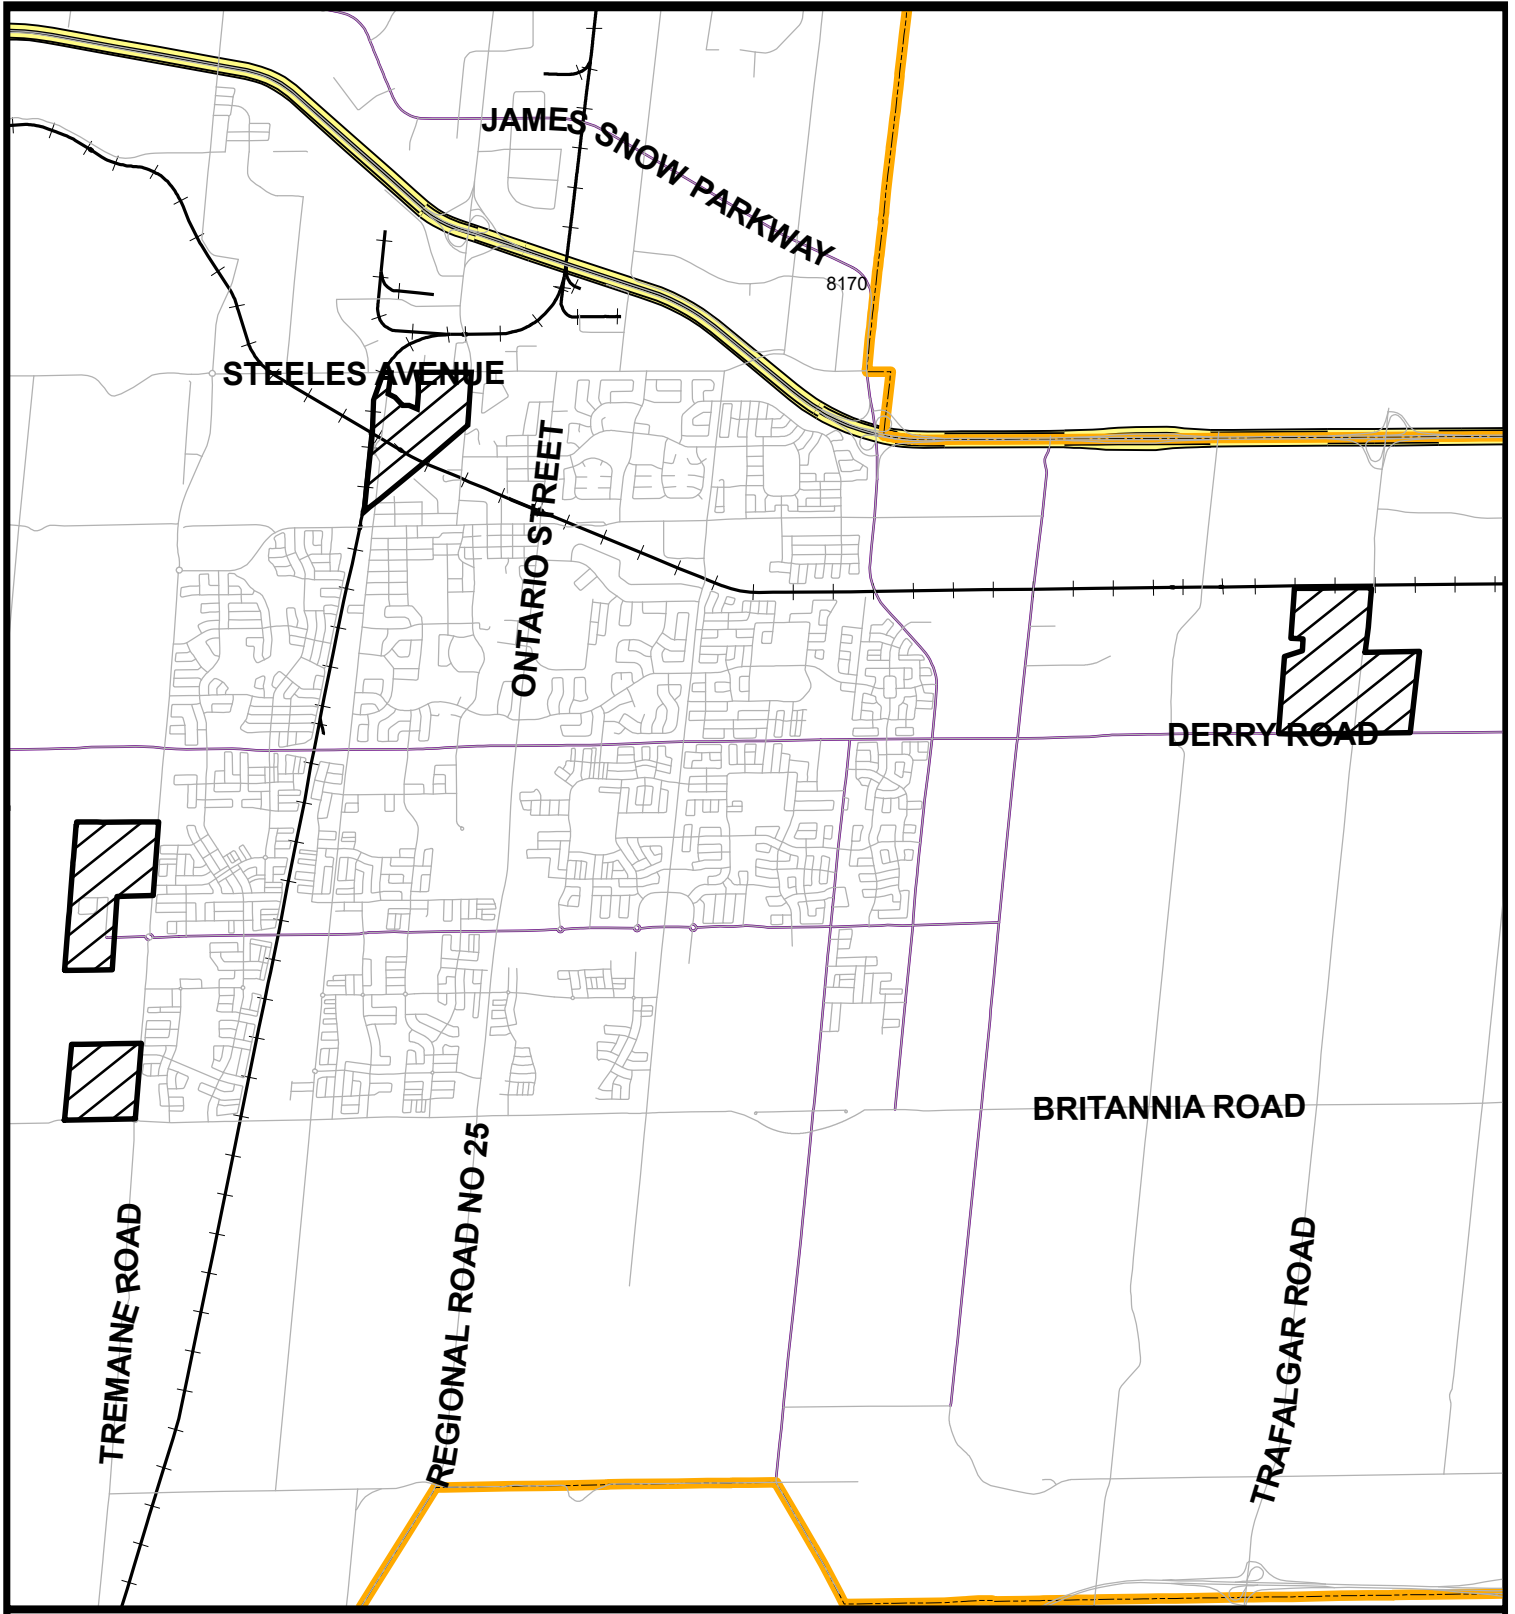 JAMES SNOW PARKWAY
8170
STEELES AVENUE
ONTARIO STREET
DERRY ROAD
BRITANNIA ROAD
REGIONAL ROAD NO 25
TREMAINE ROAD
TRAFALGAR ROAD